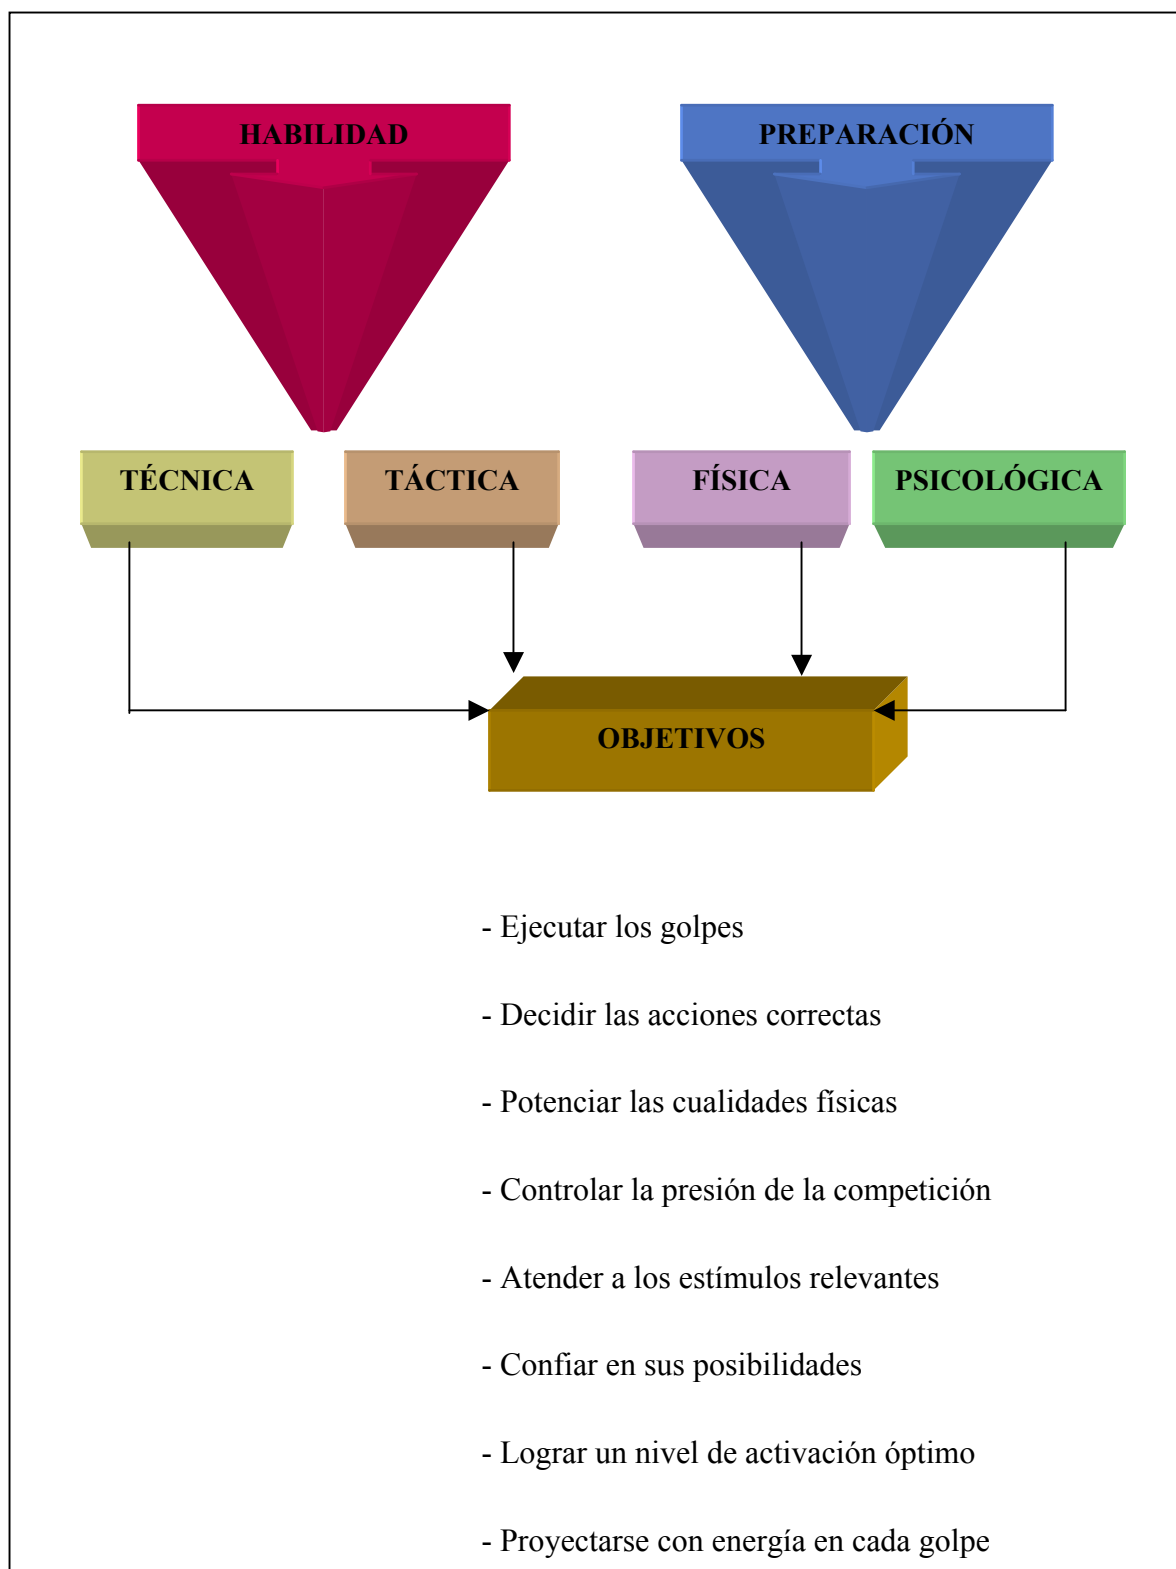 HABILIDAD
PREPARACIÓN
TÉCNICA
TÁCTICA
FÍSICA
PSICOLÓGICA
OBJETIVOS
- Ejecutar los golpes
- Decidir las acciones correctas
- Potenciar las cualidades físicas
- Controlar la presión de la competición
- Atender a los estímulos relevantes
- Confiar en sus posibilidades
- Lograr un nivel de activación óptimo
- Proyectarse con energía en cada golpe